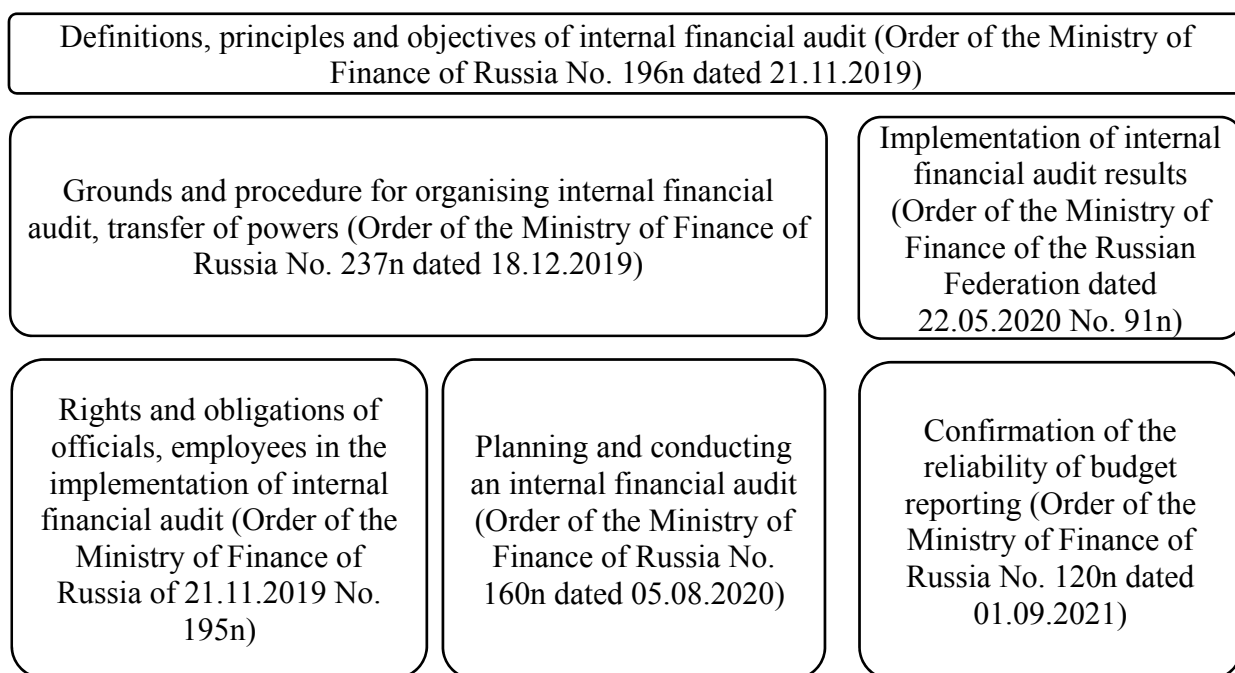 Definitions, principles and objectives of internal financial audit (Order of the Ministry of
Finance of Russia No. 196n dated 21.11.2019)
Grounds and procedure for organising internal financial
audit, transfer of powers (Order of the Ministry of Finance of
Russia No. 237n dated 18.12.2019)
Implementation of internal
financial audit results
(Order of the Ministry of
Finance of the Russian
Federation dated
22.05.2020 No. 91n)
Rights and obligations of
officials, employees in the
implementation of internal
financial audit (Order of the
Ministry of Finance of
Russia of 21.11.2019 No.
195n)
Planning and conducting
an internal financial audit
(Order of the Ministry of
Finance of Russia No.
160n dated 05.08.2020)
Confirmation of the
reliability of budget
reporting (Order of the
Ministry of Finance of
Russia No. 120n dated
01.09.2021)